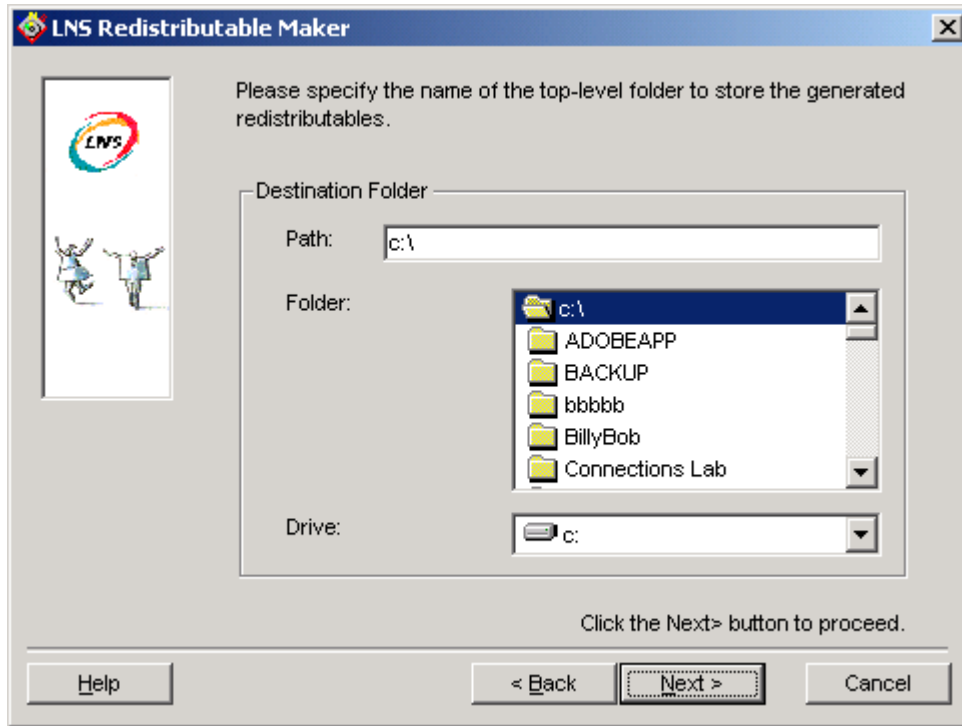 LNS Redistributable Maker
LNS
Please specify the name of the top-level folder to store the generated
redistributables.
Destination Folder
Path: c:\
Folder: c:\
ADOBEAPP
BACKUP
bbbbb
BillyBob
Connections Lab
Drive: c:
Click the Next> button to proceed.
Help < Back Next > Cancel